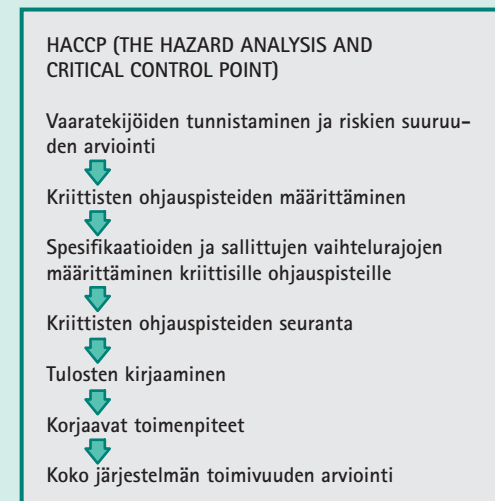 HACCP (THE HAZARD ANALYSIS AND
CRITICAL CONTROL POINT)
Vaaratekijöiden tunnistaminen ja riskien suuruu-
den arviointi
Kriittisten ohjauspisteiden määrittäminen
Spesifikaatioiden ja sallittujen vaihtelurajojen
määrittäminen kriittisille ohjauspisteille
Kriittisten ohjauspisteiden seuranta
Tulosten kirjaaminen
Korjaavat toimenpiteet
Koko järjestelmän toimivuuden arviointi